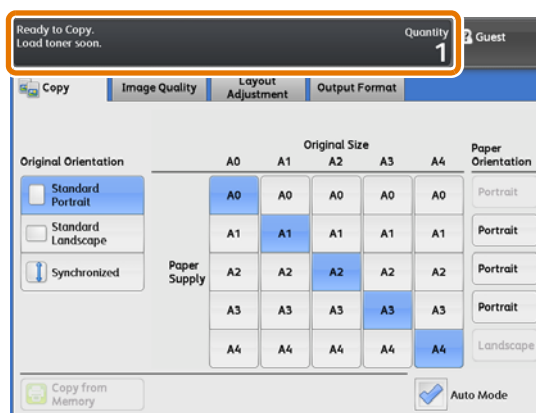 Ready to Copy.
Load toner soon.
Quantity
1
Guest
Copy
Image Quality
Layout
Adjustment
Output Format
Original Size
Original Orientation
A0 A1 A2 A3 A4
Paper
Orientation
Standard
Portrait
A0 A0 A0 A0 A0
Portrait
Standard
Landscape
A1 A1 A1 A1 A1
Portrait
Synchronized
Paper
Supply
A2 A2 A2 A2 A2
Portrait
A3 A3 A3 A3 A3
Portrait
A4 A4 A4 A4 A4
Landscape
Copy from
Memory
Auto Mode